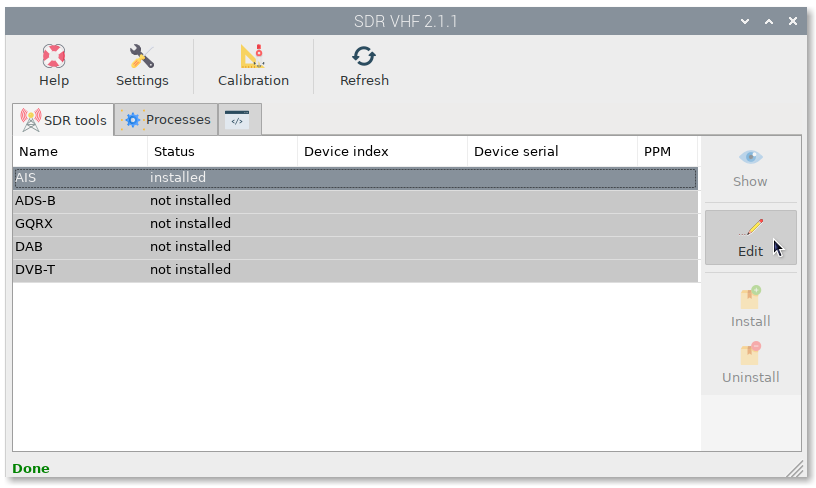 SDR VHF 2.1.1
Help Settings Calibration Refresh
SDR tools Processes </>
Name Status Device index Device serial PPM
AIS installed
ADS-B not installed
GQRX not installed
DAB not installed
DVB-T not installed
Show
Edit
Install
Uninstall
Done